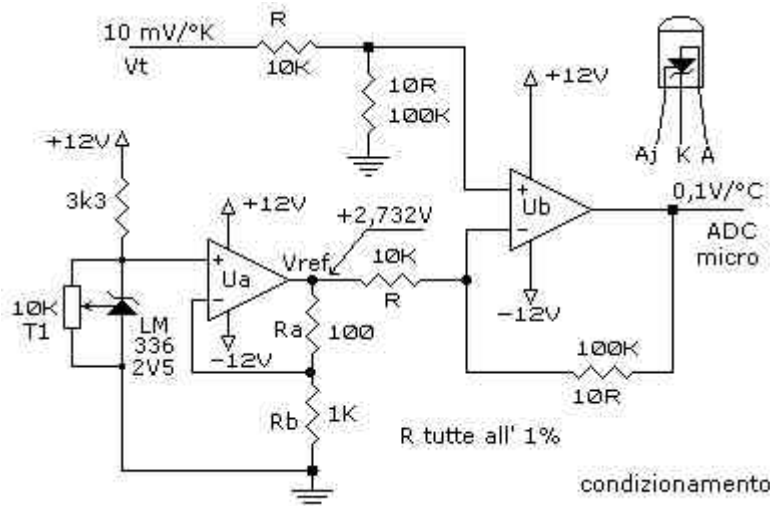 10 mV/°K
Vt
R
10K
10R
100K
+12V
Aj K A
+12V
3k3
+12V
+2,732V
+
-
Ub
0,1V/°C
ADC
micro
-12V
10K
T1
LM
336
2V5
+
-
Ua
-12V
Vref
10K
R
Ra
100
Rb
1K
100K
10R
R tutte all' 1%
condizionamento